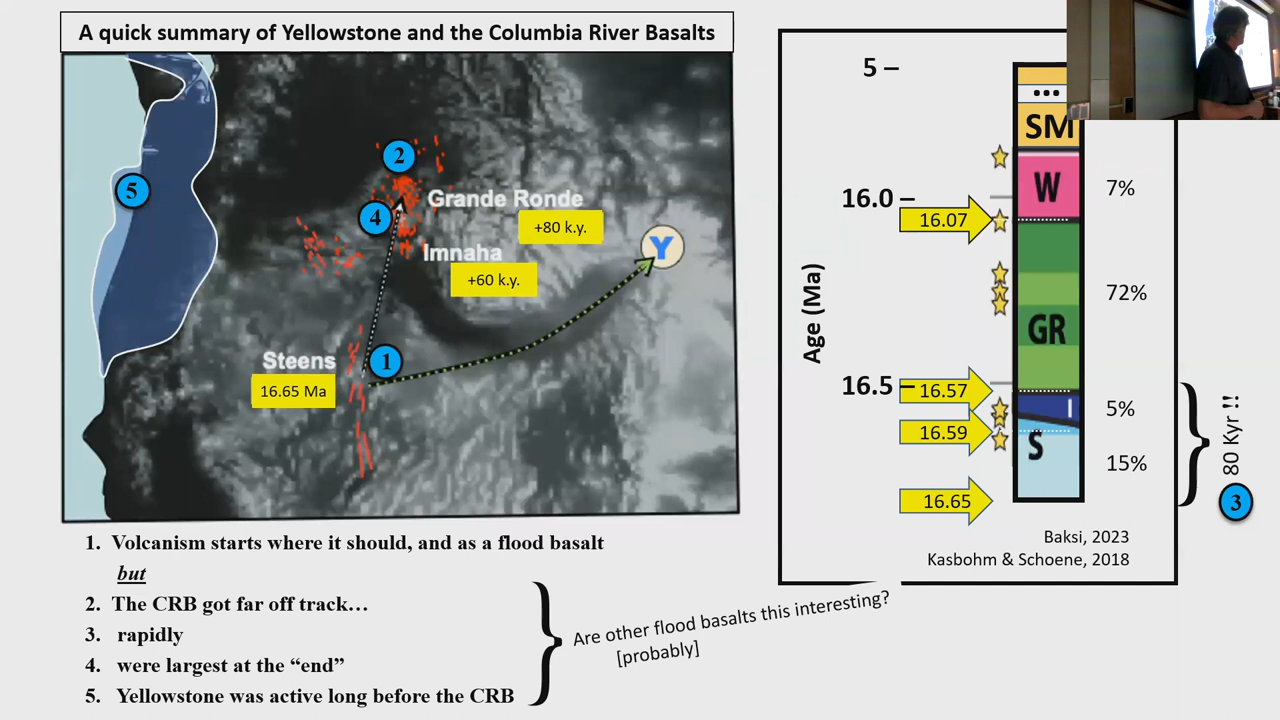 A quick summary of Yellowstone and the Columbia River Basalts
5
2
4
Grande Ronde
+80 k.y.
Imnaha
+60 k.y.
Y
Steens
16.65 Ma
1
1. Volcanism starts where it should, and as a flood basalt
but
2. The CRB got far off track…
3. rapidly
4. were largest at the “end”
5. Yellowstone was active long before the CRB
Are other flood basalts this interesting?
[probably]
Age (Ma)
5 –
•••
SM
W
7%
16.0 –
16.07
72%
GR
16.5 –
16.57
I
5%
16.59
S
15%
16.65
80 Kyr !!
3
Baksi, 2023
Kasbohm & Schoene, 2018